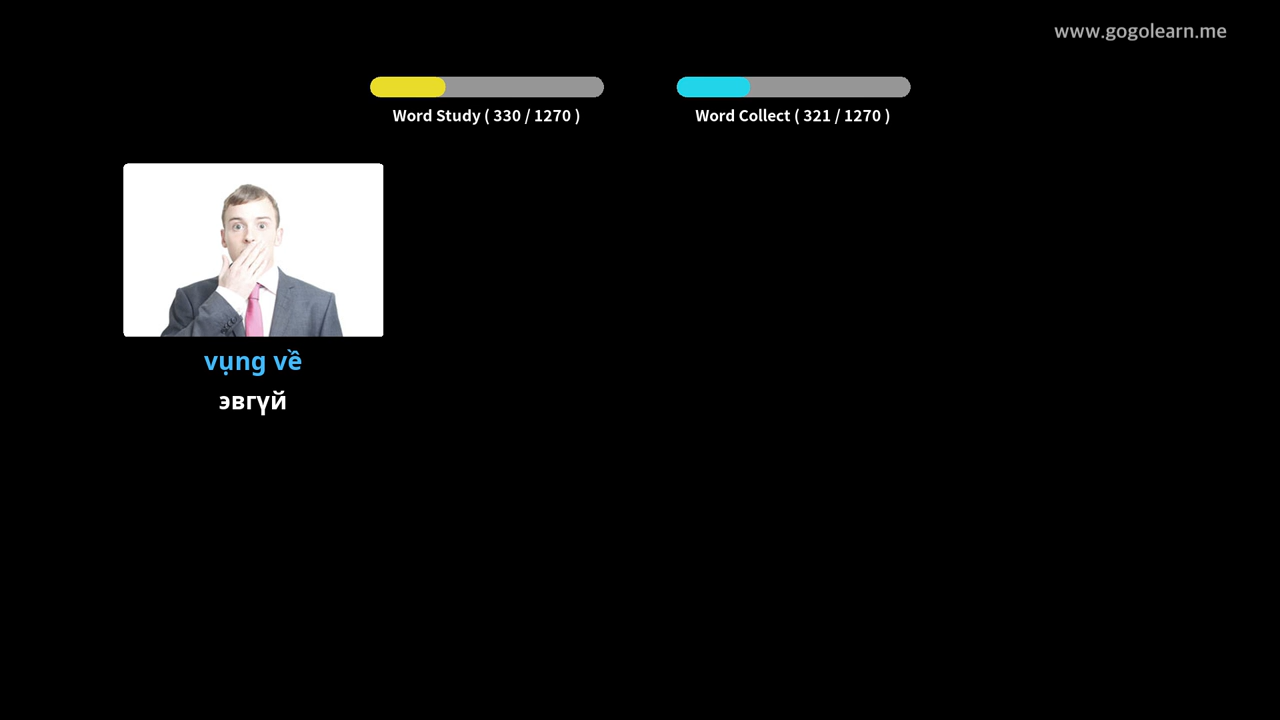 www.gogolearn.me
Word Study ( 330 / 1270 )
Word Collect ( 321 / 1270 )
vụng về
эвгүй